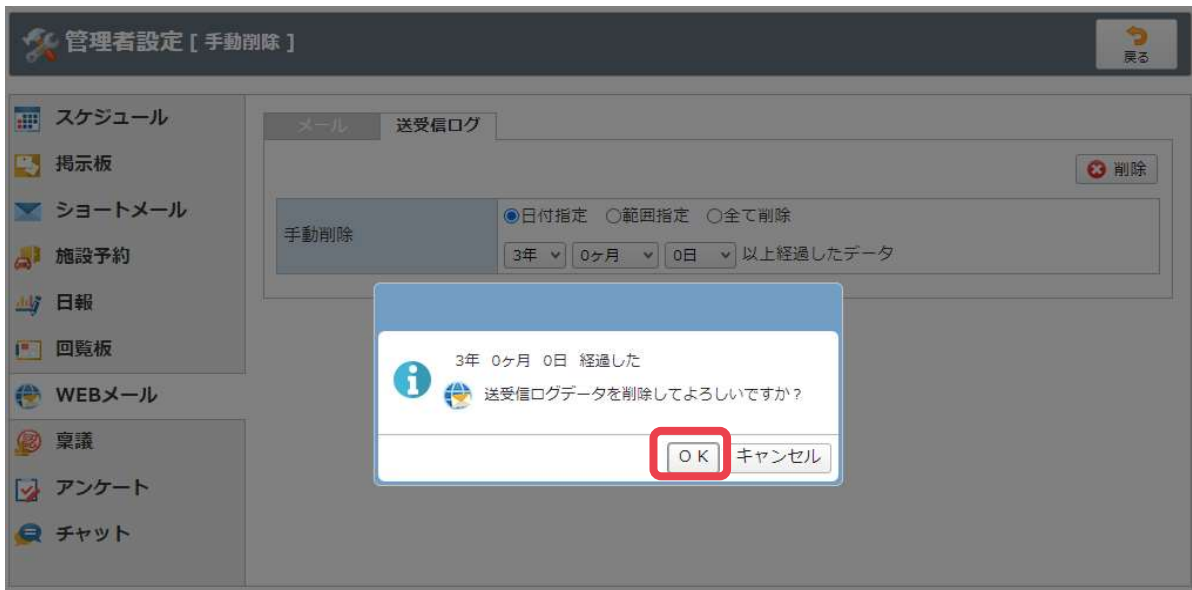 管理者設定 [ 手動削除 ]
戻る
スケジュール
掲示板
ショートメール
施設予約
日報
回覧板
WEBメール
稟議
アンケート
チャット
メール 送受信ログ
削除
手動削除
日付指定 範囲指定 全て削除
3年 0ヶ月 0日 以上経過したデータ
3年 0ヶ月 0日 経過した
送受信ログデータを削除してよろしいですか?
OK キャンセル